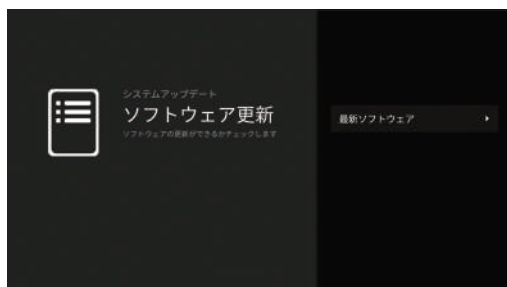 システムアップデート
ソフトウェア更新
ソフトウェアの更新ができるかチェックします
最新ソフトウェア